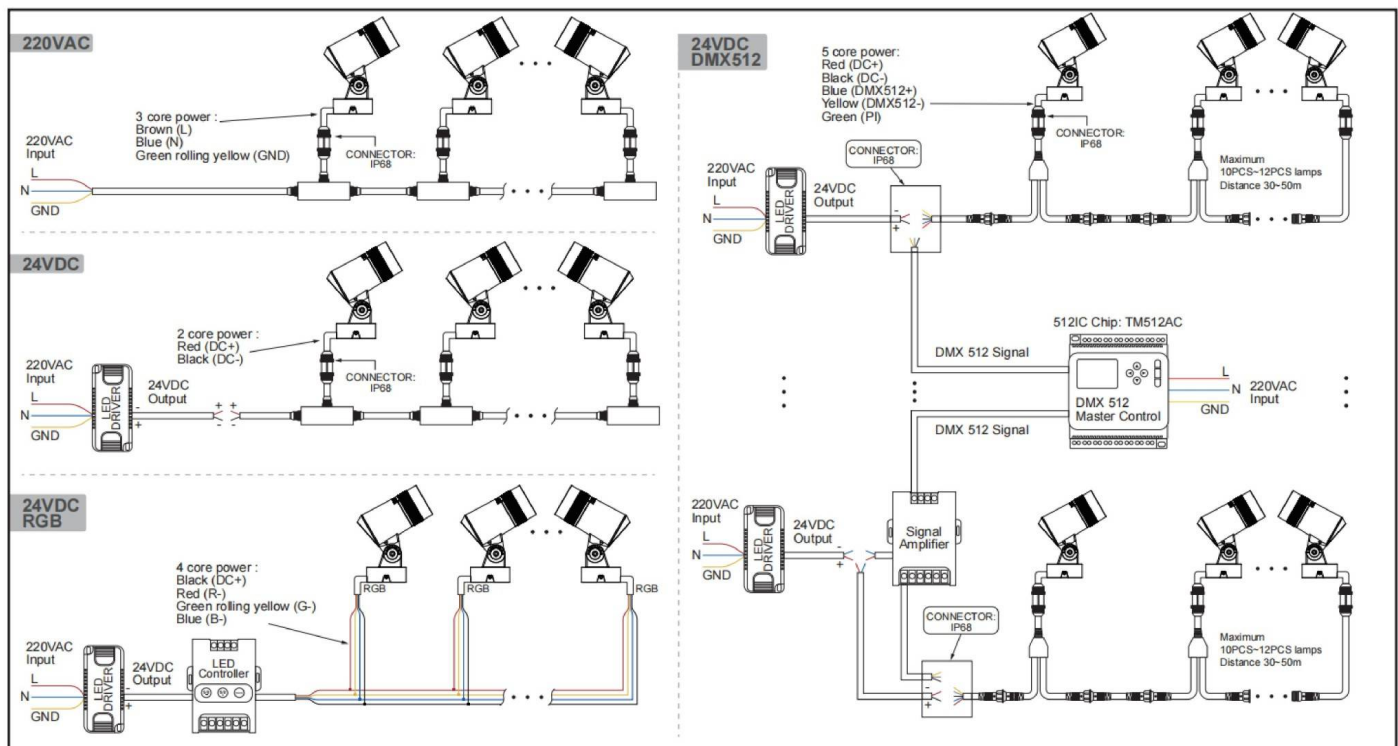 220VAC
3 core power :
Brown (L)
Blue (N)
Green rolling yellow (GND)
CONNECTOR:
IP68
220VAC
Input
L
N
GND
24VDC
2 core power :
Red (DC+)
Black (DC-)
CONNECTOR:
IP68
220VAC
Input
L
N
GND
LED
DRIVER
24VDC
Output
-
+
+ +
- -
24VDC
RGB
4 core power :
Black (DC+)
Red (R-)
Green rolling yellow (G-)
Blue (B-)
RGB
RGB
RGB
220VAC
Input
L
N
GND
LED
DRIVER
24VDC
Output
-
+
LED
Controller
24VDC
DMX512
5 core power:
Red (DC+)
Black (DC-)
Blue (DMX512+)
Yellow (DMX512-)
Green (PI)
CONNECTOR:
IP68
CONNECTOR:
IP68
Maximum
10PCS~12PCS lamps
Distance 30~50m
220VAC
Input
L
N
GND
LED
DRIVER
24VDC
Output
-
+
512IC Chip: TM512AC
DMX 512 Signal
DMX 512
Master Control
L
N
GND
220VAC
Input
DMX 512 Signal
220VAC
Input
L
N
GND
LED
DRIVER
24VDC
Output
-
+
Signal
Amplifier
CONNECTOR:
IP68
-
+
Maximum
10PCS~12PCS lamps
Distance 30~50m